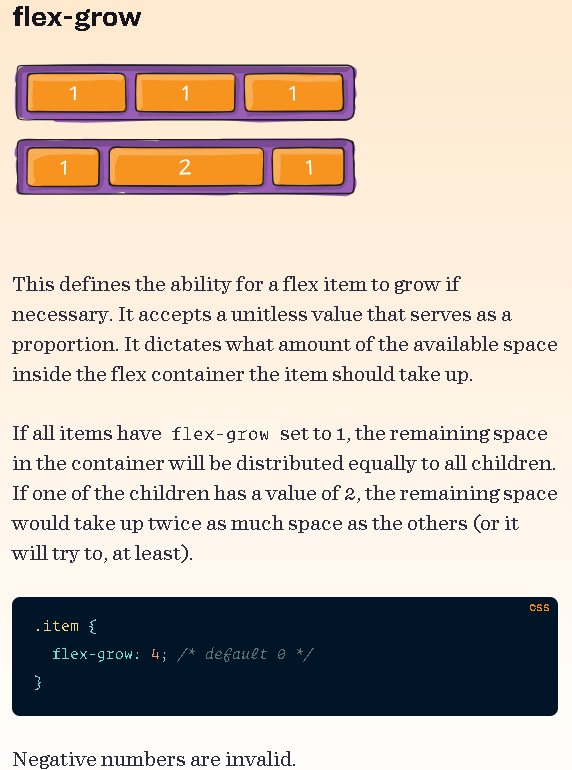 flex-grow
1 1 1
1 2 1
This defines the ability for a flex item to grow if
necessary. It accepts a unitless value that serves as a
proportion. It dictates what amount of the available space
inside the flex container the item should take up.
If all items have flex-grow set to 1, the remaining space
in the container will be distributed equally to all children.
If one of the children has a value of 2, the remaining space
would take up twice as much space as the others (or it
will try to, at least).
CSS
.item {
  flex-grow: 4; /* default 0 */
}
Negative numbers are invalid.